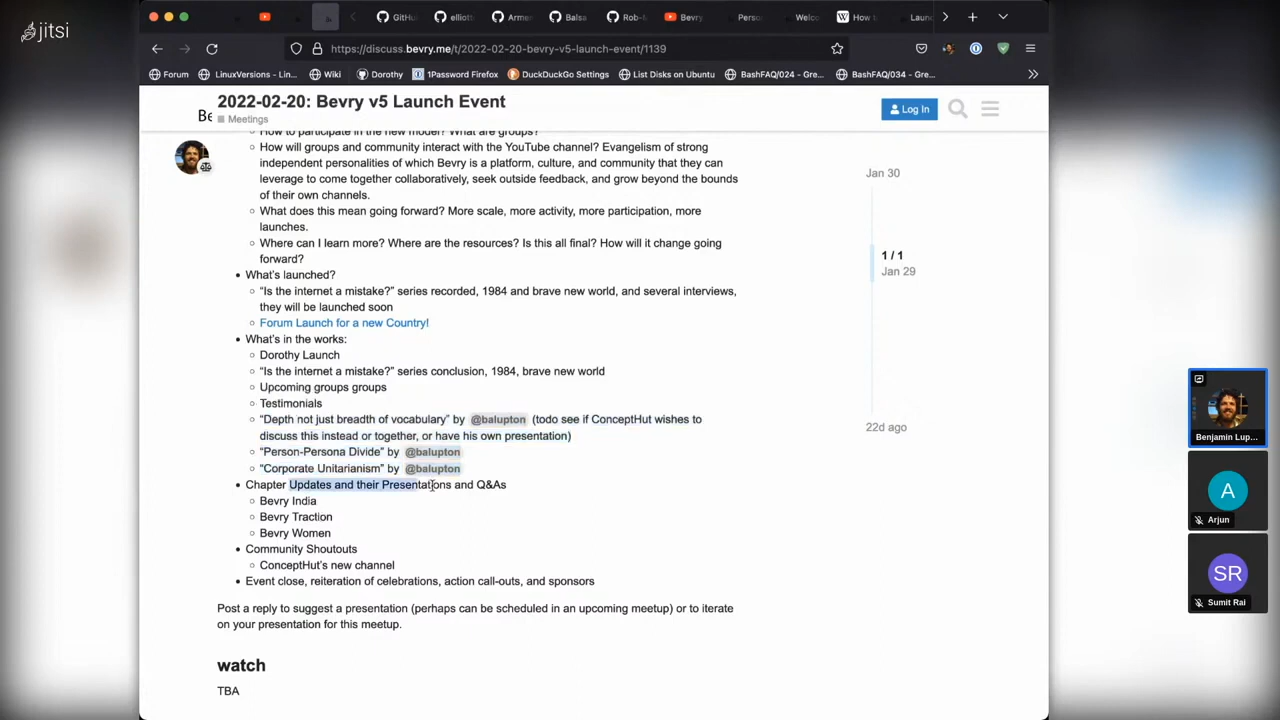 jitsi
GitHu
elliott
Armen
Balsa
Rob-M
Bevry
Perso
Welco
How t
Laun
https://discuss.bevry.me/t/2022-02-20-bevry-v5-launch-event/1139
Forum
LinuxVersions - Lin...
Wiki
Dorothy
1Password Firefox
DuckDuckGo Settings
List Disks on Ubuntu
BashFAQ/024 - Gre...
BashFAQ/034 - Gre...
2022-02-20: Bevry v5 Launch Event
Meetings
Be
Log In
How to participate in the new model? What are groups?
How will groups and community interact with the YouTube channel? Evangelism of strong
independent personalities of which Bevry is a platform, culture, and community that they can
leverage to come together collaboratively, seek outside feedback, and grow beyond the bounds
of their own channels.
What does this mean going forward? More scale, more activity, more participation, more
launches.
Where can I learn more? Where are the resources? Is this all final? How will it change going
forward?
What's launched?
"Is the internet a mistake?" series recorded, 1984 and brave new world, and several interviews,
they will be launched soon
Forum Launch for a new Country!
What's in the works:
Dorothy Launch
"Is the internet a mistake?" series conclusion, 1984, brave new world
Upcoming groups groups
Testimonials
"Depth not just breadth of vocabulary" by @balupton (todo see if ConceptHut wishes to
discuss this instead or together, or have his own presentation)
"Person-Persona Divide" by @balupton
"Corporate Unitarianism" by @balupton
Chapter Updates and their Presentations and Q&As
Bevry India
Bevry Traction
Bevry Women
Community Shoutouts
ConceptHut's new channel
Event close, reiteration of celebrations, action call-outs, and sponsors
Post a reply to suggest a presentation (perhaps can be scheduled in an upcoming meetup) or to iterate
on your presentation for this meetup.
watch
TBA
Jan 30
1 / 1
Jan 29
22d ago
Benjamin Lup...
A
Arjun
SR
Sumit Rai